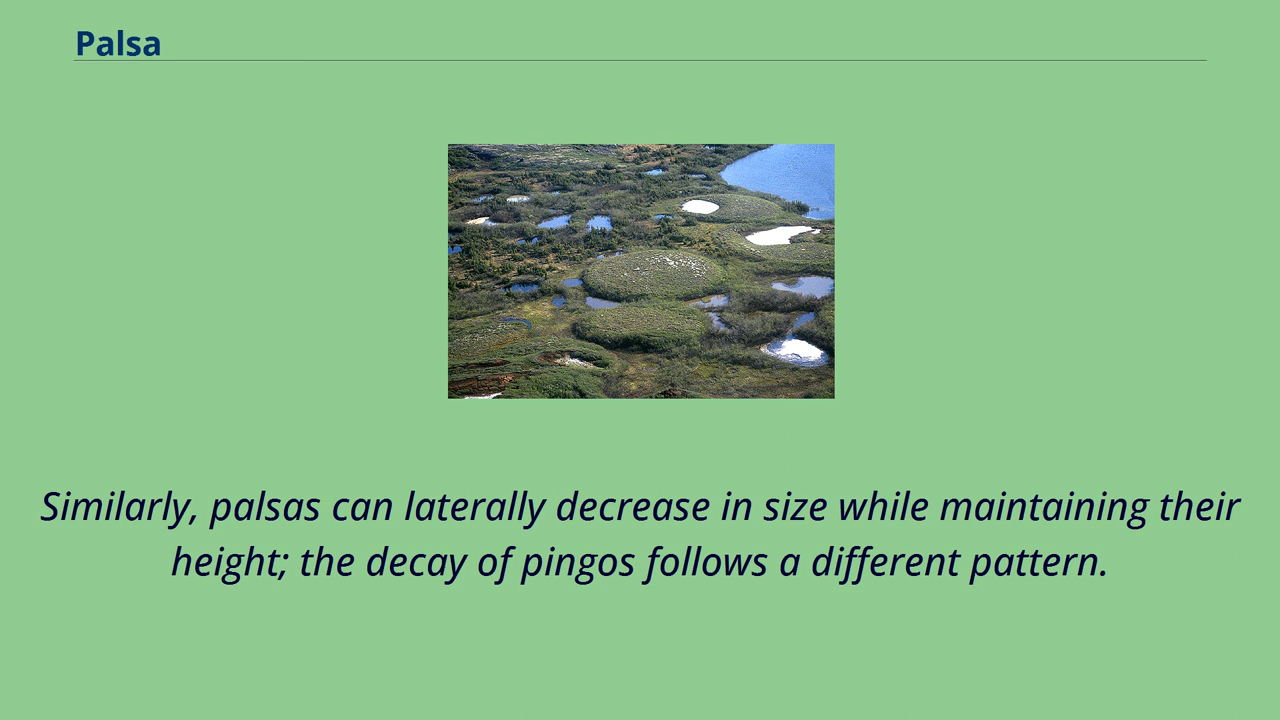 Palsa
Similarly, palsas can laterally decrease in size while maintaining their
height; the decay of pingos follows a different pattern.